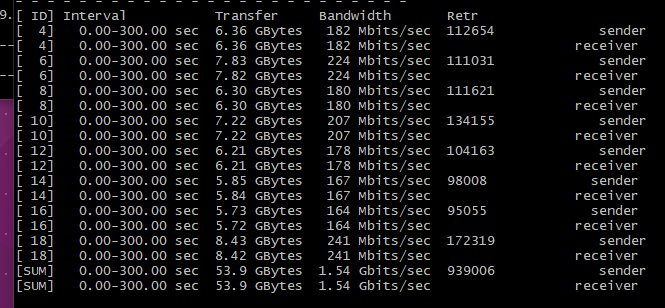 - - - - - - - - - - - - - - - - - - - - - - - - -
9.[ ID] Interval           Transfer     Bandwidth       Retr
[  4]   0.00-300.00 sec  6.36 GBytes   182 Mbits/sec  112654             sender
--[  4]   0.00-300.00 sec  6.36 GBytes   182 Mbits/sec                  receiver
[  6]   0.00-300.00 sec  7.83 GBytes   224 Mbits/sec  111031             sender
--[  6]   0.00-300.00 sec  7.82 GBytes   224 Mbits/sec                  receiver
[  8]   0.00-300.00 sec  6.30 GBytes   180 Mbits/sec  111621             sender
[  8]   0.00-300.00 sec  6.30 GBytes   180 Mbits/sec                  receiver
[ 10]   0.00-300.00 sec  7.22 GBytes   207 Mbits/sec  134155             sender
[ 10]   0.00-300.00 sec  7.22 GBytes   207 Mbits/sec                  receiver
[ 12]   0.00-300.00 sec  6.21 GBytes   178 Mbits/sec  104163             sender
[ 12]   0.00-300.00 sec  6.21 GBytes   178 Mbits/sec                  receiver
[ 14]   0.00-300.00 sec  5.85 GBytes   167 Mbits/sec  98008             sender
[ 14]   0.00-300.00 sec  5.84 GBytes   167 Mbits/sec                  receiver
[ 16]   0.00-300.00 sec  5.73 GBytes   164 Mbits/sec  95055             sender
[ 16]   0.00-300.00 sec  5.72 GBytes   164 Mbits/sec                  receiver
[ 18]   0.00-300.00 sec  8.43 GBytes   241 Mbits/sec  172319             sender
[ 18]   0.00-300.00 sec  8.42 GBytes   241 Mbits/sec                  receiver
[SUM]   0.00-300.00 sec  53.9 GBytes  1.54 Gbits/sec  939006             sender
[SUM]   0.00-300.00 sec  53.9 GBytes  1.54 Gbits/sec                  receiver